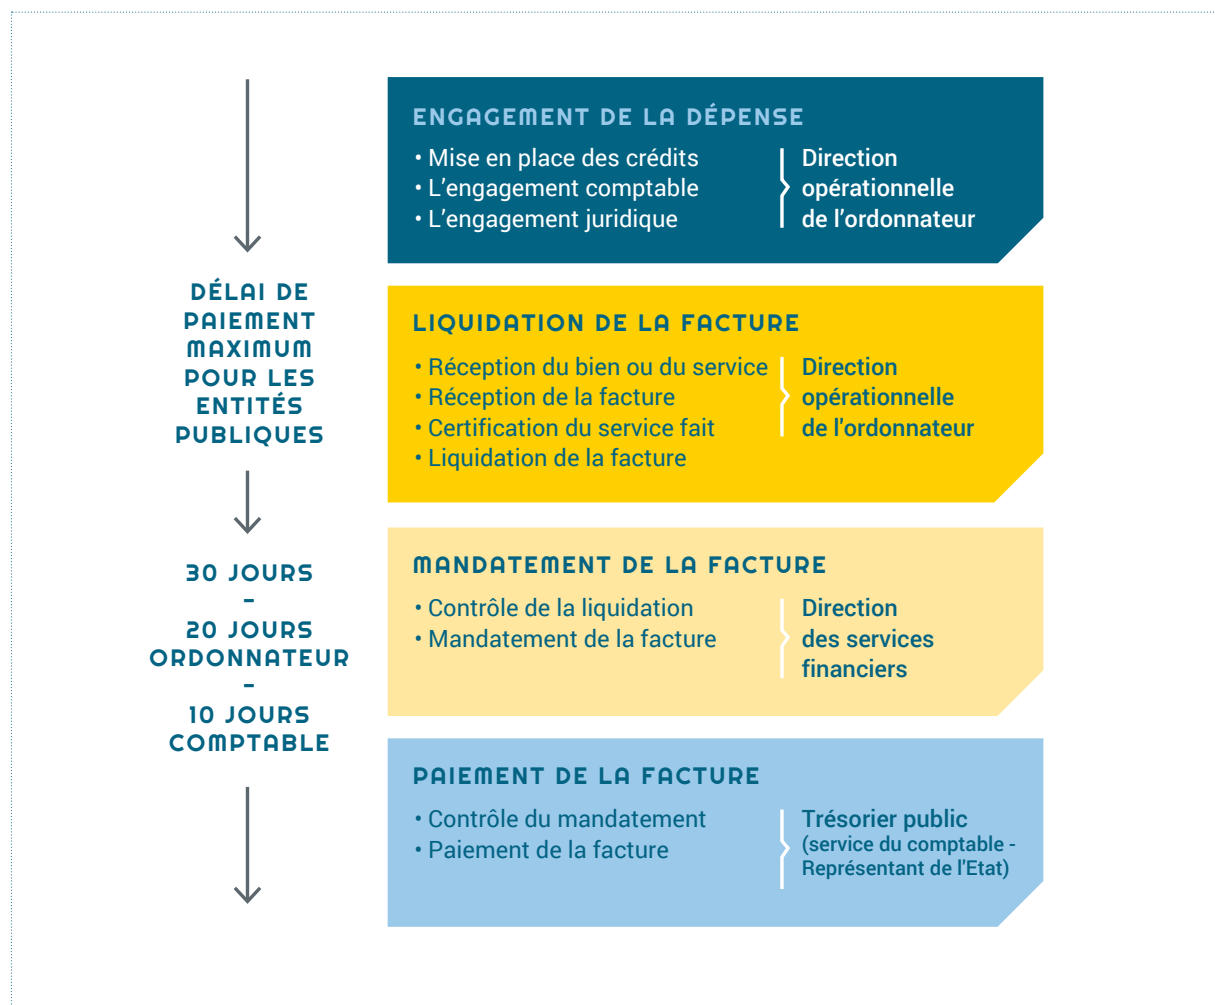 ENGAGEMENT DE LA DÉPENSE
• Mise en place des crédits
• L'engagement comptable
• L'engagement juridique
Direction
opérationnelle
de l'ordonnateur
DÉLAI DE
PAIEMENT
MAXIMUM
POUR LES
ENTITÉS
PUBLIQUES
LIQUIDATION DE LA FACTURE
• Réception du bien ou du service
• Réception de la facture
• Certification du service fait
• Liquidation de la facture
Direction
opérationnelle
de l'ordonnateur
30 JOURS
–
20 JOURS
ORDONNATEUR
–
10 JOURS
COMPTABLE
MANDATEMENT DE LA FACTURE
• Contrôle de la liquidation
• Mandatement de la facture
Direction
des services
financiers
PAIEMENT DE LA FACTURE
• Contrôle du mandatement
• Paiement de la facture
Trésorier public
(service du comptable -
Représentant de l'Etat)